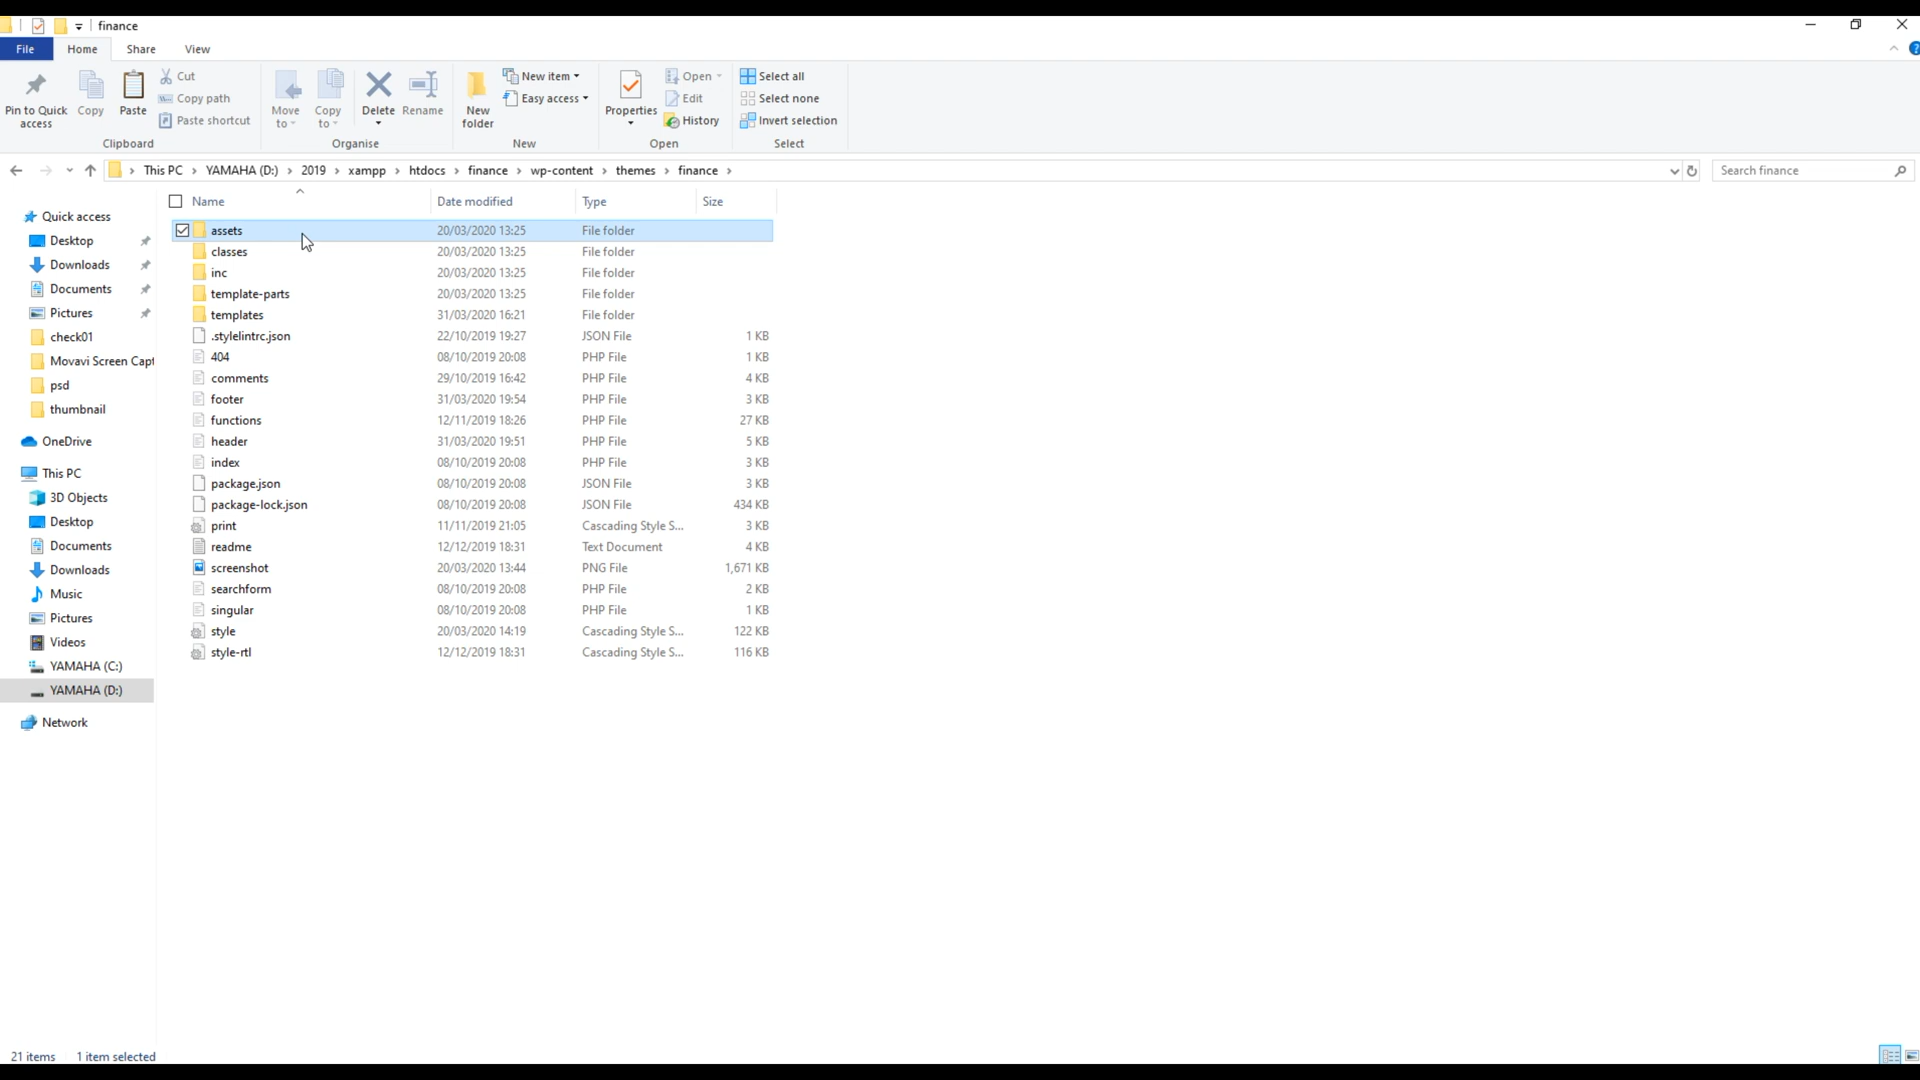 finance
File Home Share View
Pin to Quick access
Copy
Paste
Cut
Copy path
Paste shortcut
Clipboard
Move to
Copy to
Delete
Rename
Organise
New folder
New item
Easy access
New
Properties
Open
Edit
History
Open
Select all
Select none
Invert selection
Select
This PC > YAMAHA (D:) > 2019 > xampp > htdocs > finance > wp-content > themes > finance >
Search finance
Quick access
Desktop
Downloads
Documents
Pictures
check01
Movavi Screen Capt
psd
thumbnail
OneDrive
This PC
3D Objects
Desktop
Documents
Downloads
Music
Pictures
Videos
YAMAHA (C:)
YAMAHA (D:)
Network
Name Date modified Type Size
assets 20/03/2020 13:25 File folder
classes 20/03/2020 13:25 File folder
inc 20/03/2020 13:25 File folder
template-parts 20/03/2020 13:25 File folder
templates 31/03/2020 16:21 File folder
.stylelintrc.json 22/10/2019 19:27 JSON File 1 KB
404 08/10/2019 20:08 PHP File 1 KB
comments 29/10/2019 16:42 PHP File 4 KB
footer 31/03/2020 19:54 PHP File 3 KB
functions 12/11/2019 18:26 PHP File 27 KB
header 31/03/2020 19:51 PHP File 5 KB
index 08/10/2019 20:08 PHP File 3 KB
package.json 08/10/2019 20:08 JSON File 3 KB
package-lock.json 08/10/2019 20:08 JSON File 434 KB
print 11/11/2019 21:05 Cascading Style S... 3 KB
readme 12/12/2019 18:31 Text Document 4 KB
screenshot 20/03/2020 13:44 PNG File 1,671 KB
searchform 08/10/2019 20:08 PHP File 2 KB
singular 08/10/2019 20:08 PHP File 1 KB
style 20/03/2020 14:19 Cascading Style S... 122 KB
style-rtl 12/12/2019 18:31 Cascading Style S... 116 KB
21 items 1 item selected